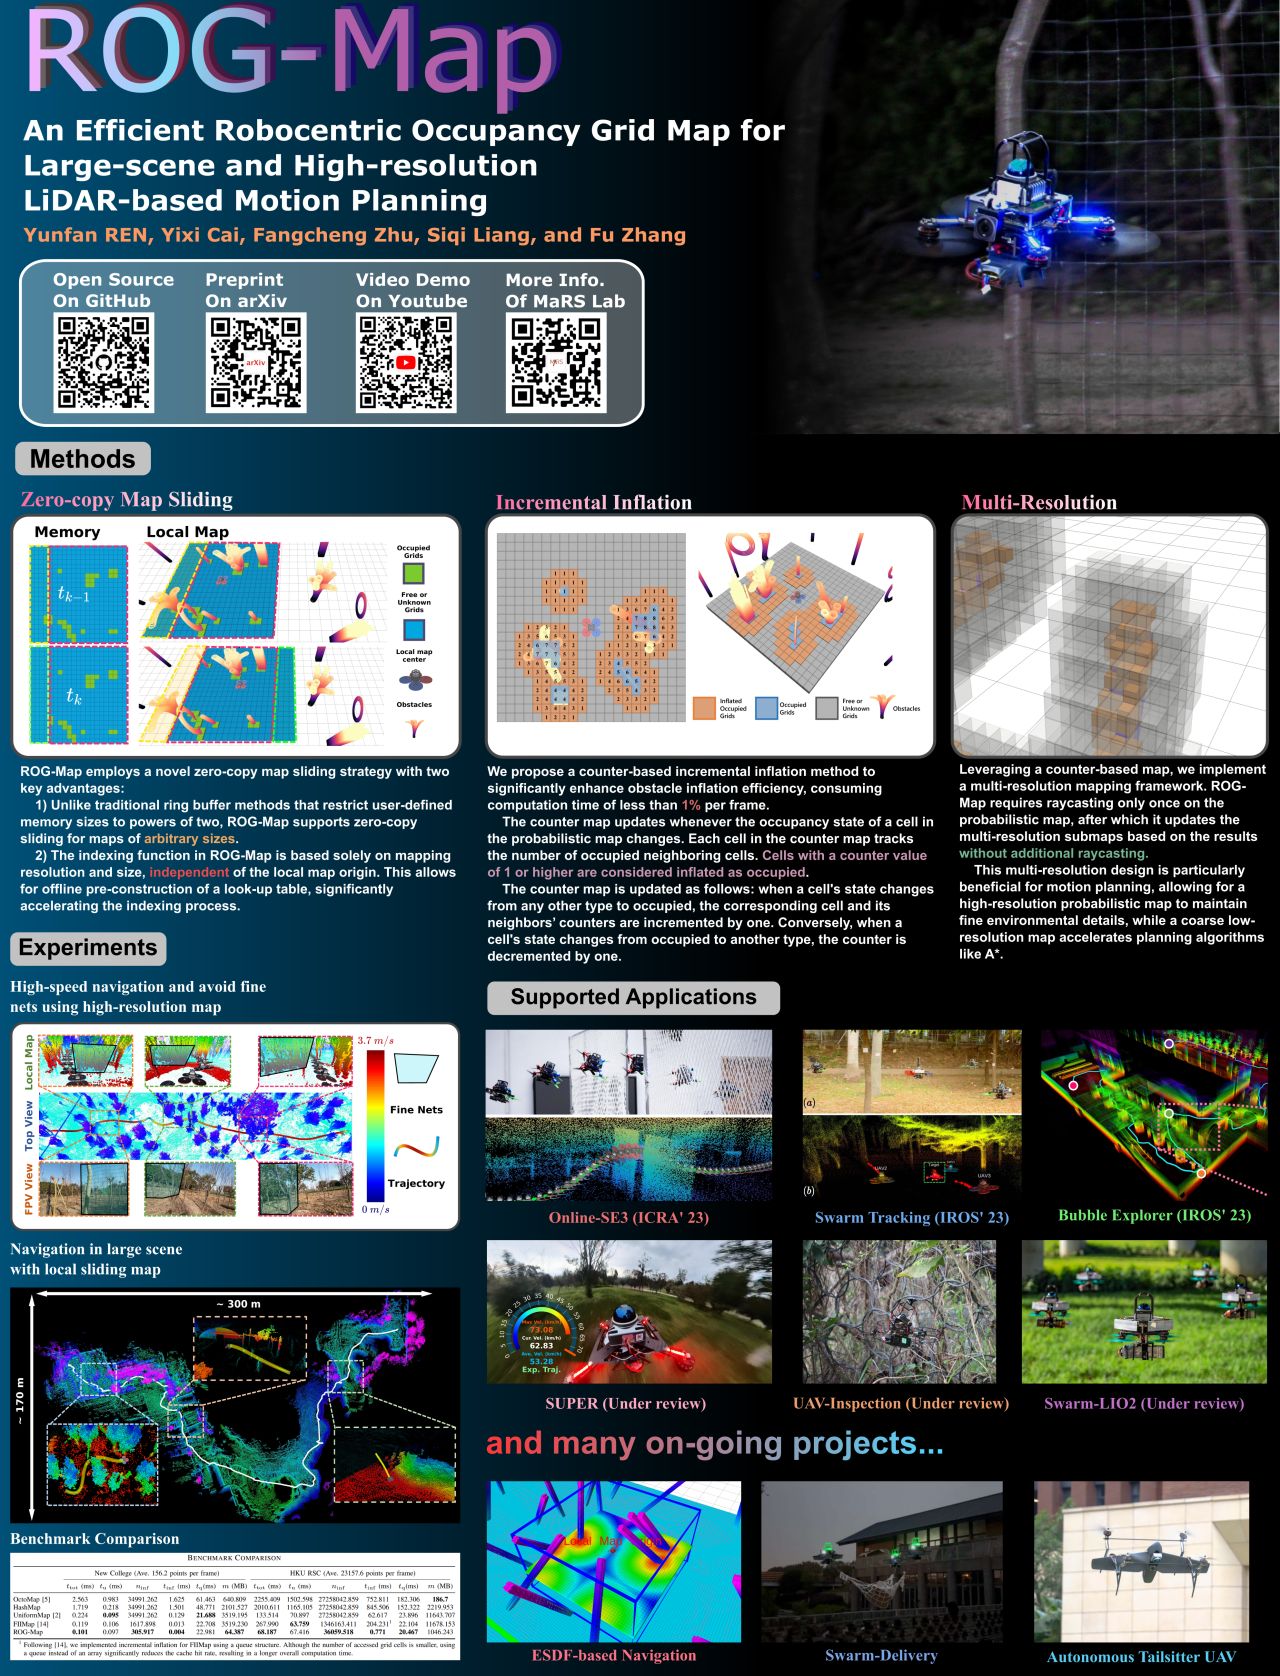 ROG-Map
An Efficient Robocentric Occupancy Grid Map for
Large-scene and High-resolution
LiDAR-based Motion Planning
Yunfan REN, Yixi Cai, Fangcheng Zhu, Siqi Liang, and Fu Zhang
Open Source
On GitHub
Preprint
On arXiv
Video Demo
On Youtube
More Info.
Of MaRS Lab
arXiv
Methods
Zero-copy Map Sliding
Memory
Local Map
t_{k-1}
t_k
Occupied
Grids
Free or
Unknown
Grids
Local map
center
Obstacles
ROG-Map employs a novel zero-copy map sliding strategy with two
key advantages:
1) Unlike traditional ring buffer methods that restrict user-defined
memory sizes to powers of two, ROG-Map supports zero-copy
sliding for maps of arbitrary sizes.
2) The indexing function in ROG-Map is based solely on mapping
resolution and size, independent of the local map origin. This allows
for offline pre-construction of a look-up table, significantly
accelerating the indexing process.
Incremental Inflation
Inflated
Occupied
Grids
Occupied
Grids
Free or
Unknown
Grids
Obstacles
We propose a counter-based incremental inflation method to
significantly enhance obstacle inflation efficiency, consuming
computation time of less than 1% per frame.
The counter map updates whenever the occupancy state of a cell in
the probabilistic map changes. Each cell in the counter map tracks
the number of occupied neighboring cells. Cells with a counter value
of 1 or higher are considered inflated as occupied.
The counter map is updated as follows: when a cell's state changes
from any other type to occupied, the corresponding cell and its
neighbors' counters are incremented by one. Conversely, when a
cell's state changes from occupied to another type, the counter is
decremented by one.
Multi-Resolution
Leveraging a counter-based map, we implement
a multi-resolution mapping framework. ROG-
Map requires raycasting only once on the
probabilistic map, after which it updates the
multi-resolution submaps based on the results
without additional raycasting.
This multi-resolution design is particularly
beneficial for motion planning, allowing for a
high-resolution probabilistic map to maintain
fine environmental details, while a coarse low-
resolution map accelerates planning algorithms
like A*.
Experiments
High-speed navigation and avoid fine
nets using high-resolution map
Local Map
Top View
FPV View
3.7 m/s
0 m/s
Fine Nets
Trajectory
Navigation in large scene
with local sliding map
~ 300 m
~ 170 m
Benchmark Comparison
BENCHMARK COMPARISON
New College (Ave. 156.2 points per frame) HKU RSC (Ave. 23157.6 points per frame)
t_tot (ms) t_u (ms) n_inf t_inf (ms) t_q(ms) m (MB) t_tot (ms) t_u (ms) n_inf t_inf (ms) t_q(ms) m (MB)
OctoMap [5] 2.563 0.983 34991.262 1.625 61.463 640.809 2255.409 1502.598 27258042.859 752.811 182.306 186.7
HashMap 1.719 0.218 34991.262 1.501 48.771 2101.527 2010.611 1165.105 27258042.859 845.506 152.322 2219.953
UniformMap [2] 0.224 0.095 34991.262 0.129 21.688 3519.195 133.514 70.897 27258042.859 62.617 23.896 11643.707
FIIMap [14] 0.119 0.106 1617.898 0.013 22.708 3519.230 267.990 63.759 1346163.411 204.231¹ 22.104 11678.153
ROG-Map 0.101 0.097 305.917 0.004 22.981 64.387 68.187 67.416 36059.518 0.771 20.467 1046.243
¹ Following [14], we implemented incremental inflation for FIIMap using a queue structure. Although the number of accessed grid cells is smaller, using
a queue instead of an array significantly reduces the cache hit rate, resulting in a longer overall computation time.
Supported Applications
Online-SE3 (ICRA' 23)
(a)
(b)
UAV2
Target
UAV3
Swarm Tracking (IROS' 23)
Bubble Explorer (IROS' 23)
Max Vel. (km/h)
73.08
Cur. Vel. (km/h)
62.83
Ave. Vel. (km/h)
53.28
Exp. Traj.
SUPER (Under review)
UAV-Inspection (Under review)
Swarm-LIO2 (Under review)
and many on-going projects...
Local Map Origin
ESDF-based Navigation
Swarm-Delivery
Autonomous Tailsitter UAV